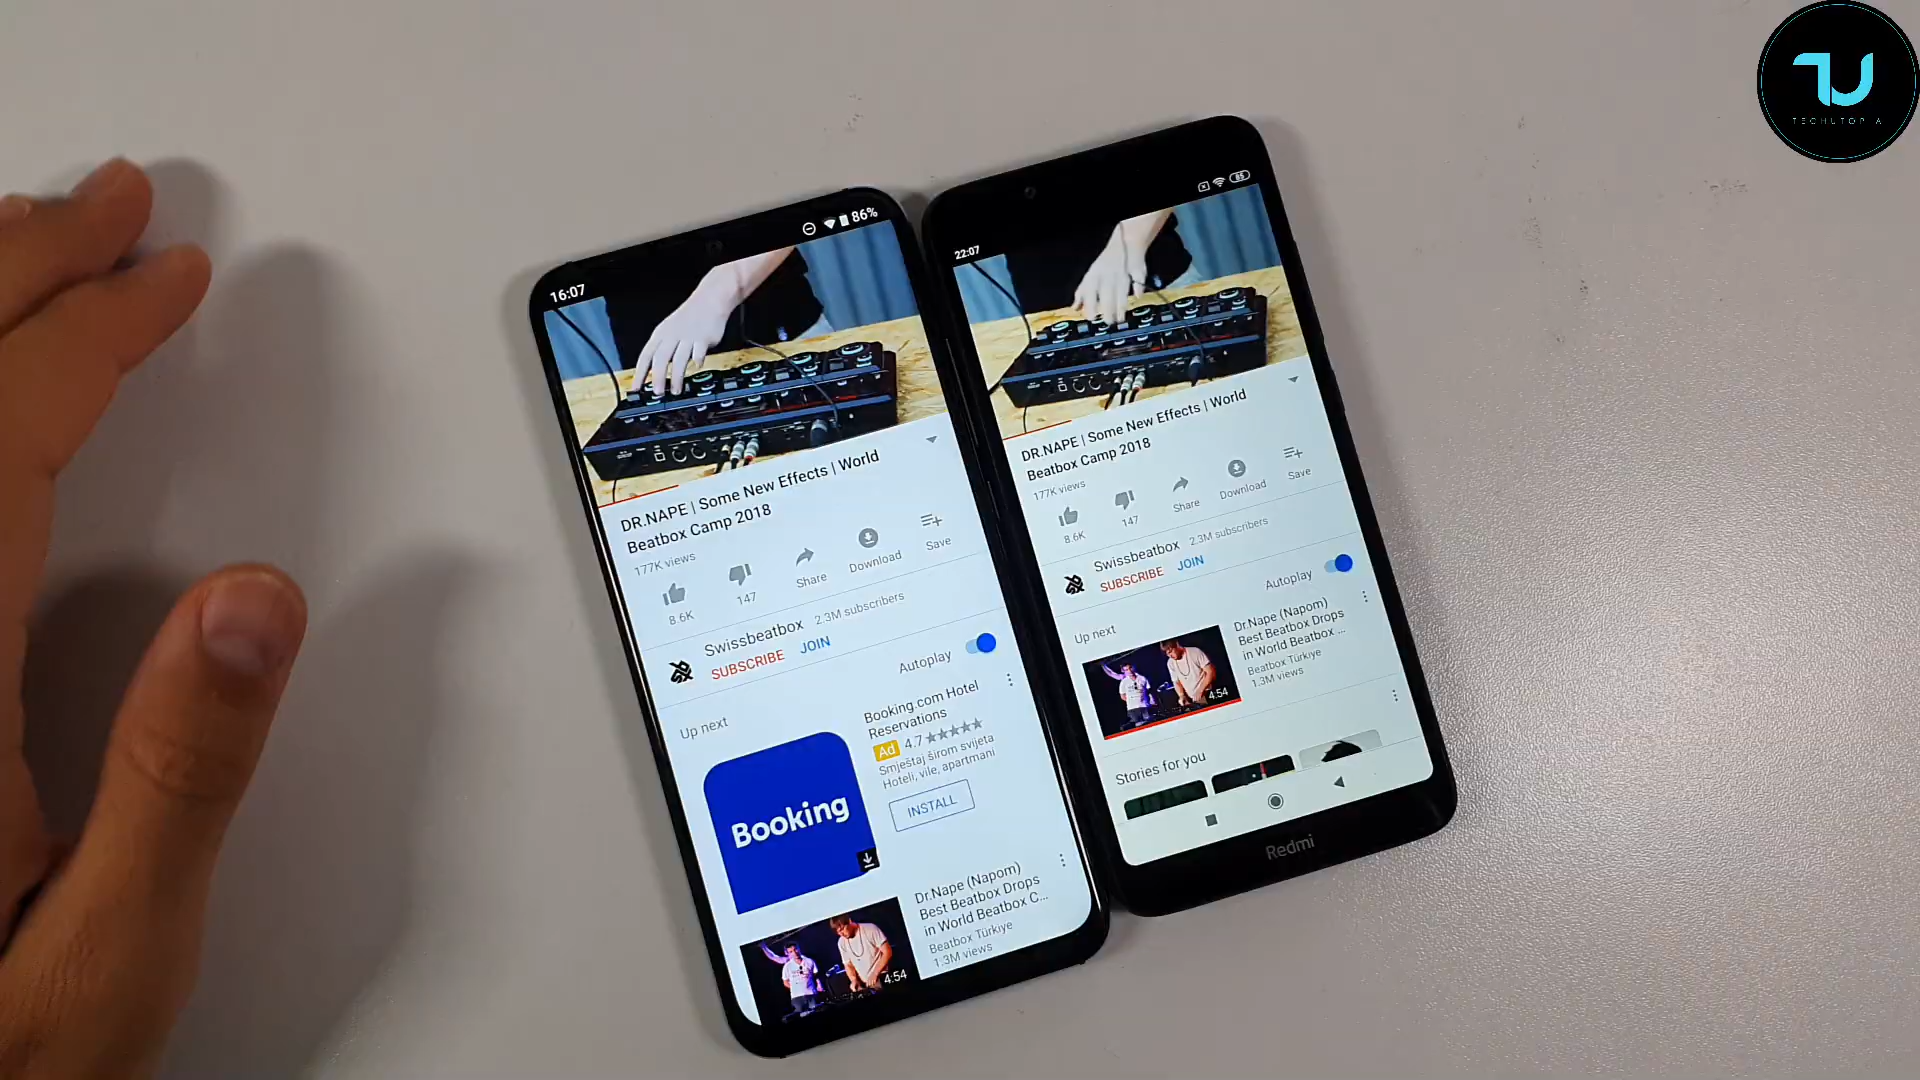 TECHUTOPIA
16:07
86%
DR.NAPE | Some New Effects | World
Beatbox Camp 2018
177K views
8.6K
147
Share
Download
Save
Swissbeatbox 2.3M subscribers
SUBSCRIBE JOIN
Autoplay
Up next
Booking.com Hotel
Reservations
Ad 4.7
Smještaj širom svijeta
Hoteli, vile, apartmani
INSTALL
Booking
Dr.Nape (Napom)
Best Beatbox Drops
in World Beatbox C...
Beatbox Türkiye
1.3M views
4:54
22:07
85
DR.NAPE | Some New Effects | World
Beatbox Camp 2018
177K views
8.6K
147
Share
Download
Save
Swissbeatbox 2.3M subscribers
SUBSCRIBE JOIN
Autoplay
Up next
Dr.Nape (Napom)
Best Beatbox Drops
in World Beatbox ...
Beatbox Türkiye
1.3M views
4:54
Stories for you
Redmi